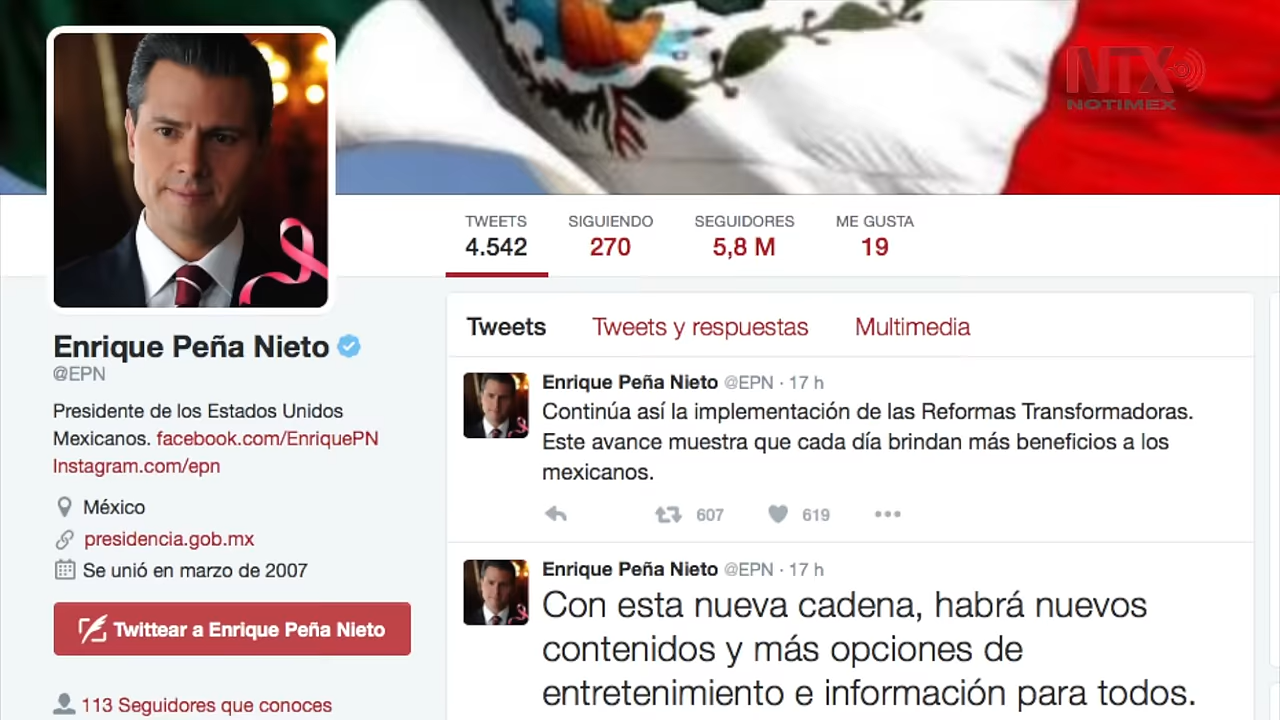 NTX
NOTIMEX
TWEETS
4.542
SIGUIENDO
270
SEGUIDORES
5,8 M
ME GUSTA
19
Enrique Peña Nieto
@EPN
Presidente de los Estados Unidos
Mexicanos. facebook.com/EnriquePN
Instagram.com/epn
México
presidencia.gob.mx
Se unió en marzo de 2007
Twittear a Enrique Peña Nieto
113 Seguidores que conoces
Tweets
Tweets y respuestas
Multimedia
Enrique Peña Nieto @EPN · 17 h
Continúa así la implementación de las Reformas Transformadoras.
Este avance muestra que cada día brindan más beneficios a los
mexicanos.
607
619
Enrique Peña Nieto @EPN · 17 h
Con esta nueva cadena, habrá nuevos
contenidos y más opciones de
entretenimiento e información para todos.